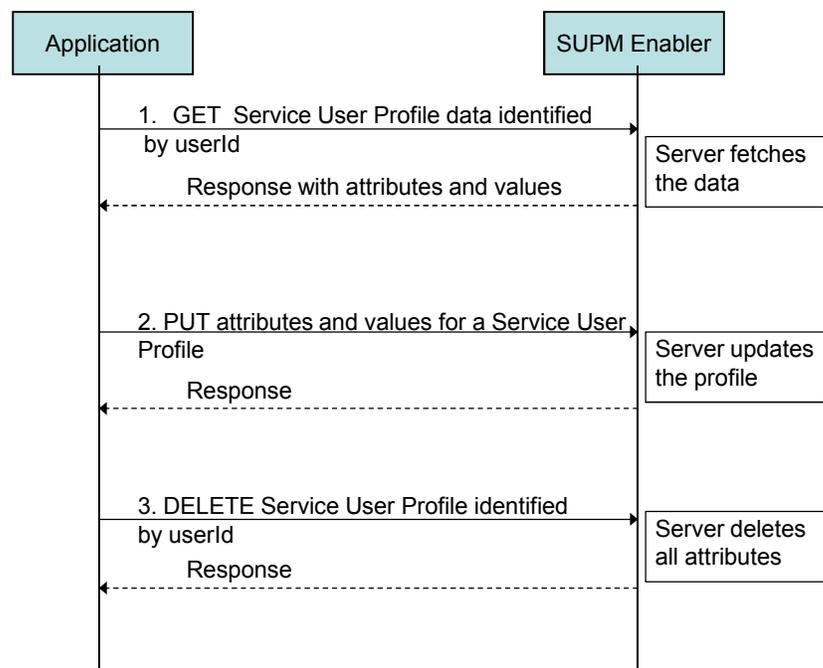 Application
SUPM Enabler
1. GET Service User Profile data identified
by userId
Server fetches
the data
Response with attributes and values
2. PUT attributes and values for a Service User
Profile
Server updates
the profile
Response
3. DELETE Service User Profile identified
by userId
Server deletes
all attributes
Response